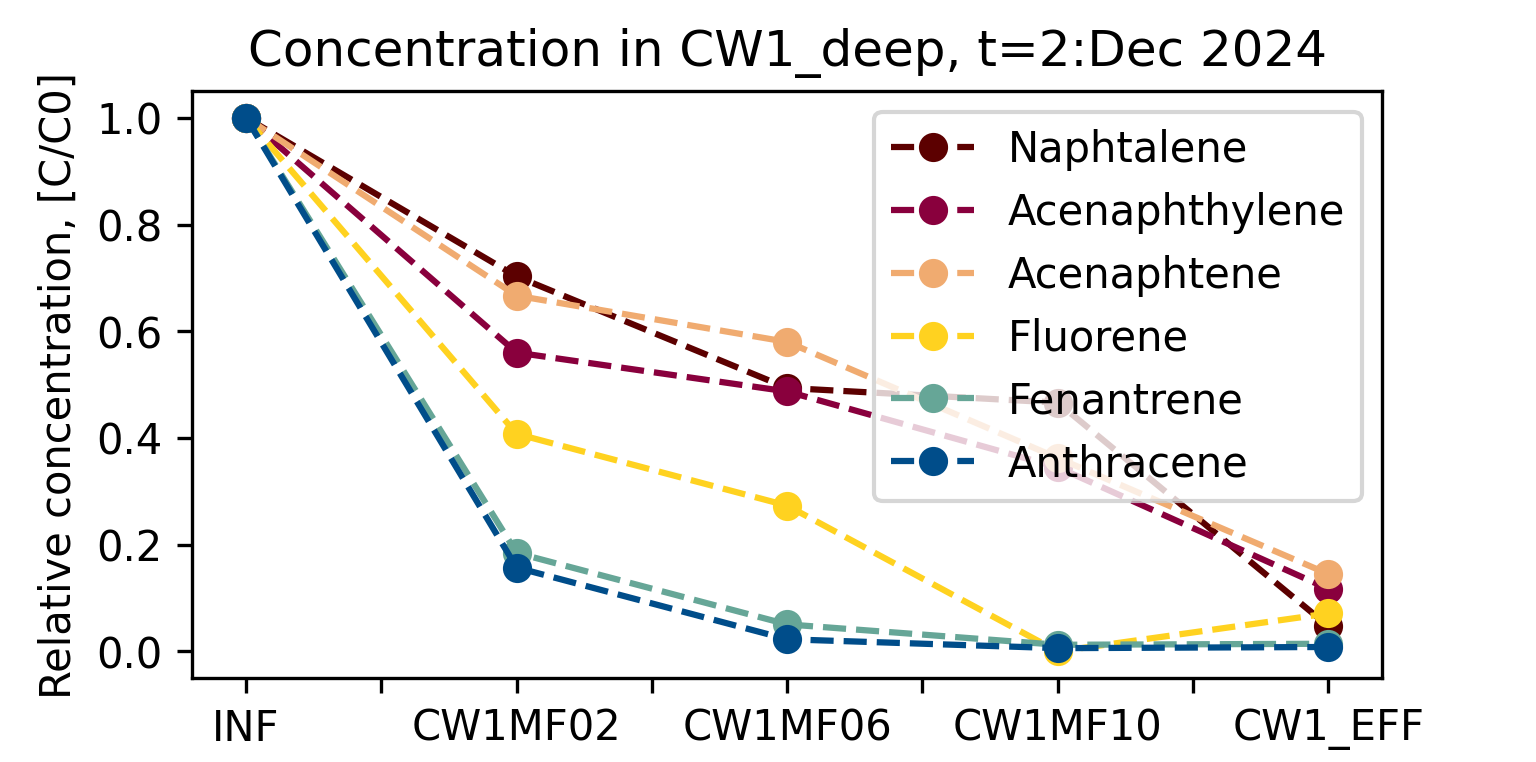 Concentration in CW1_deep, t=2:Dec 2024
Relative concentration, [C/C0]
1.0
0.8
0.6
0.4
0.2
0.0
Naphtalene
Acenaphthylene
Acenaphtene
Fluorene
Fenantrene
Anthracene
INF CW1MF02 CW1MF06 CW1MF10 CW1_EFF